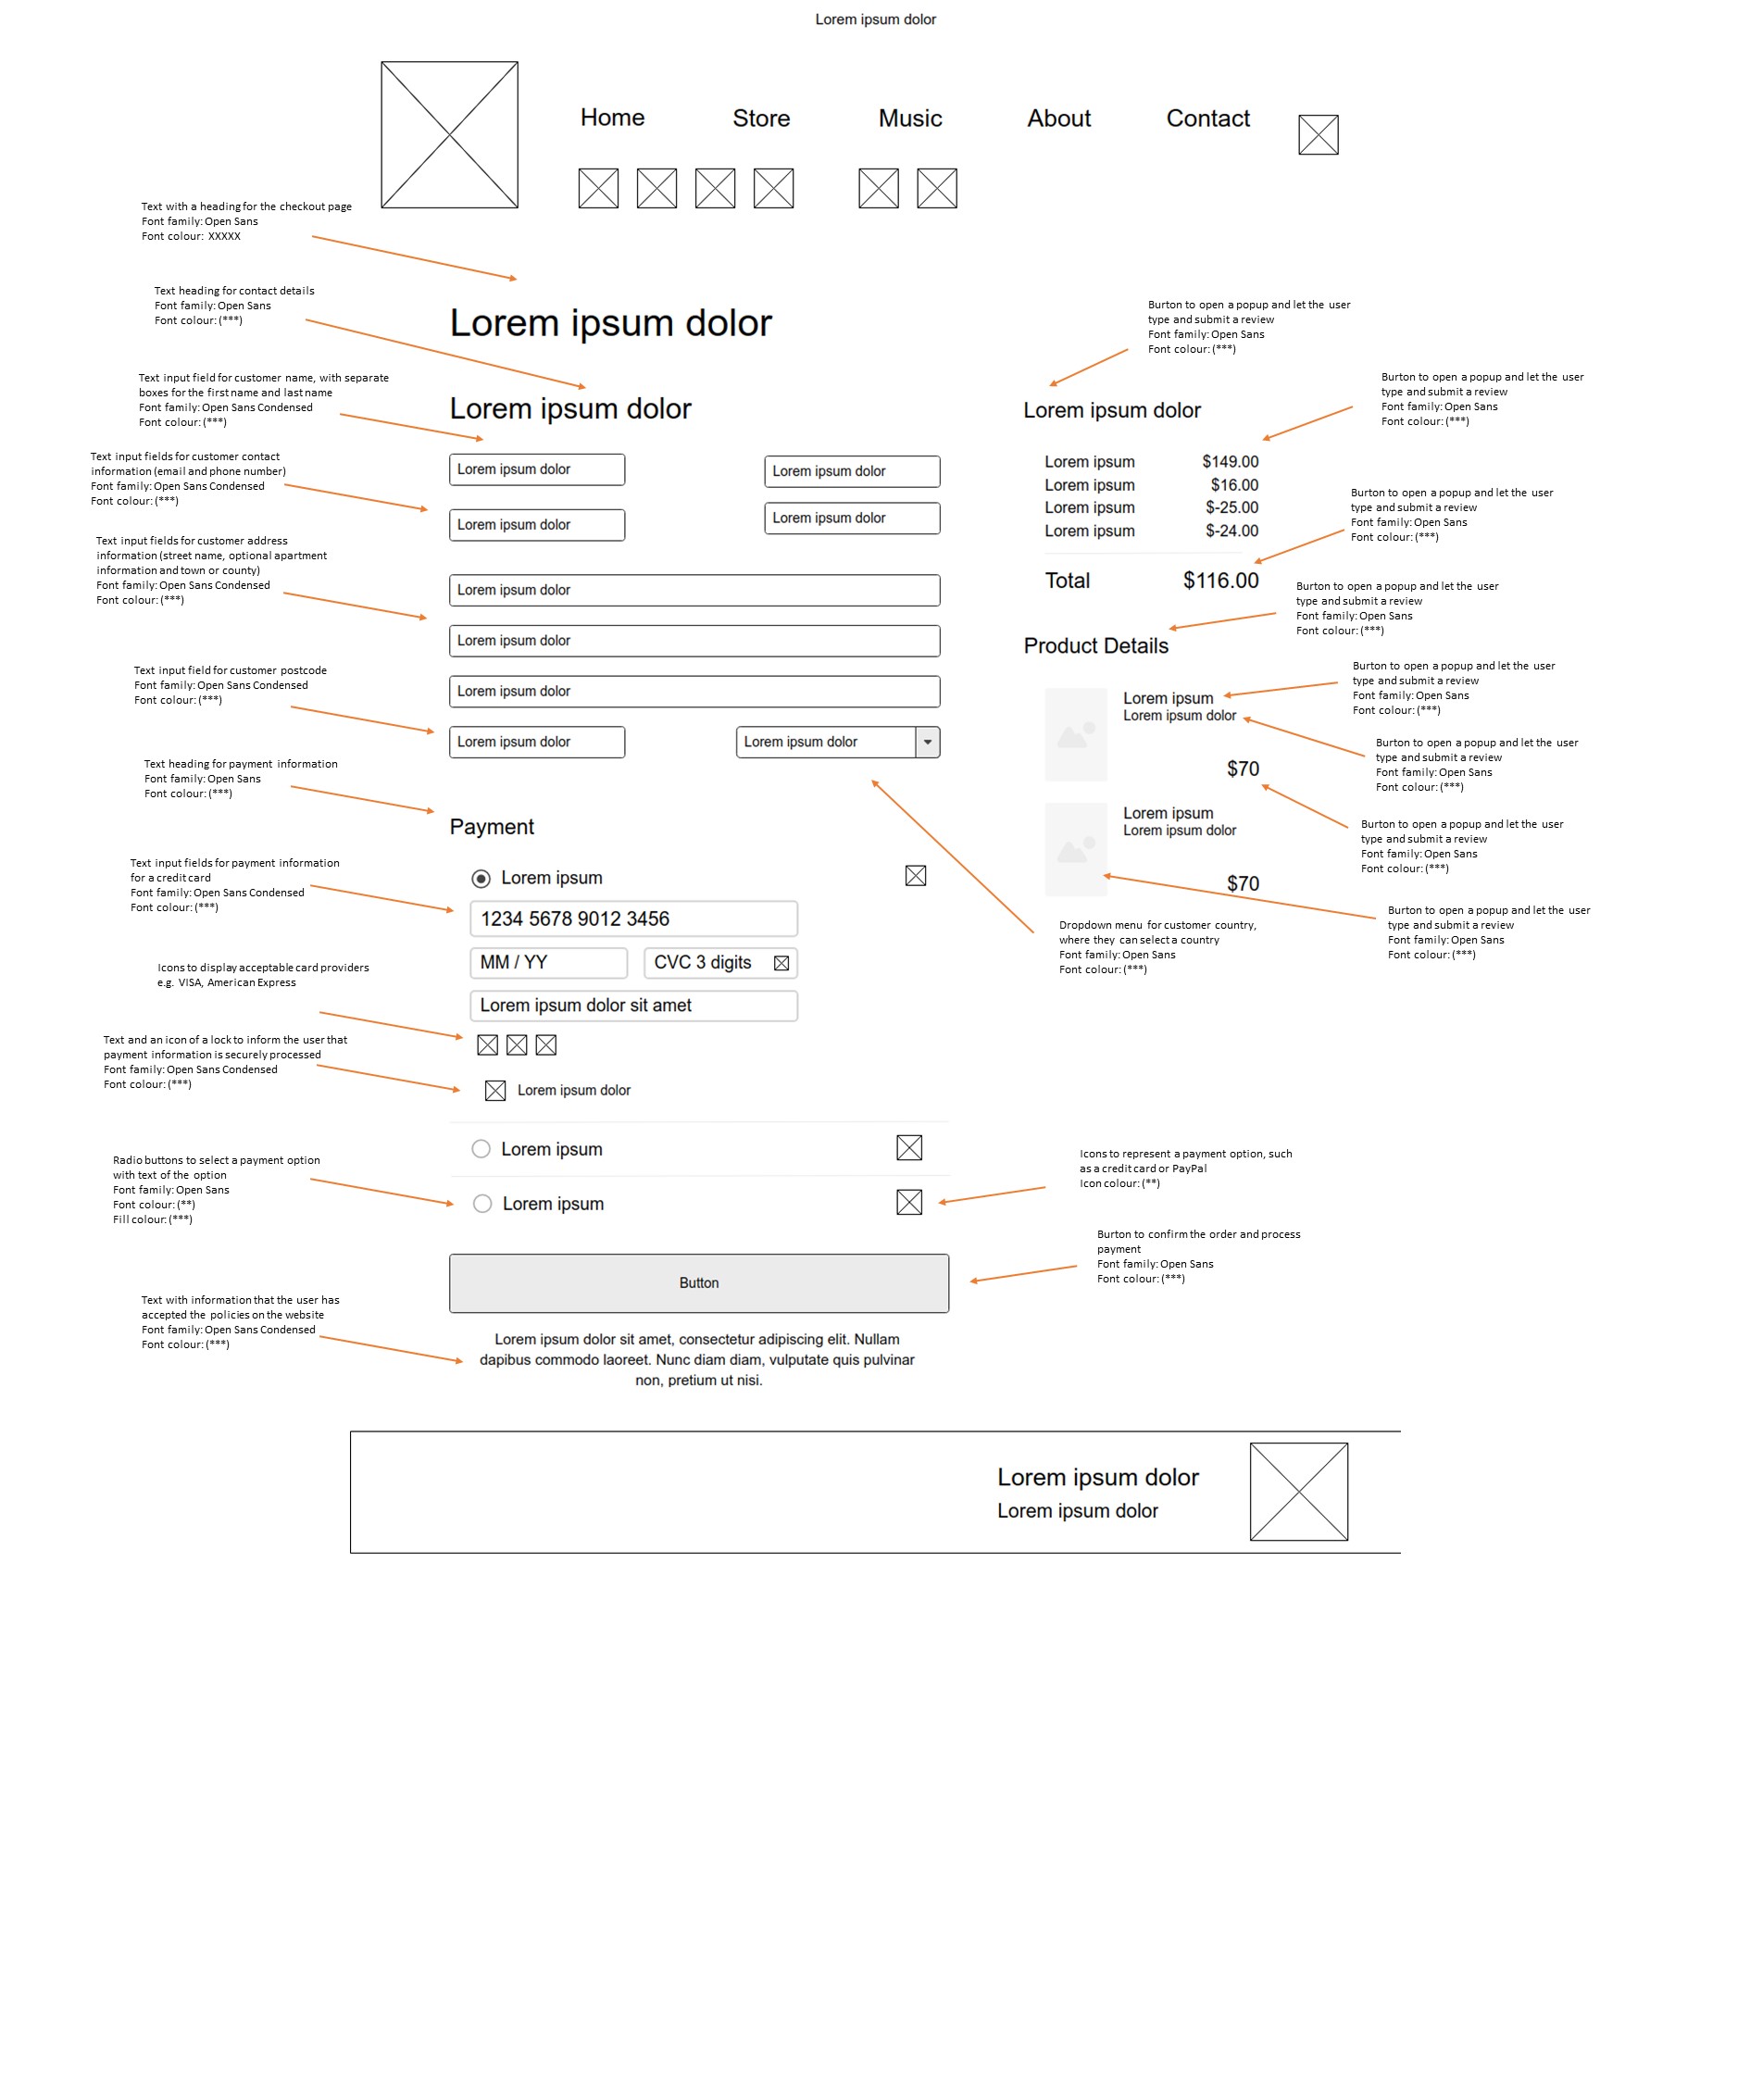 Lorem ipsum dolor
Home Store Music About Contact
Text with a heading for the checkout page
Font family: Open Sans
Font colour: XXXXX
Text heading for contact details
Font family: Open Sans
Font colour: (***)
Lorem ipsum dolor
Text input field for customer name, with separate
boxes for the first name and last name
Font family: Open Sans Condensed
Font colour: (***)
Lorem ipsum dolor
Text input fields for customer contact
information (email and phone number)
Font family: Open Sans Condensed
Font colour: (***)
Lorem ipsum dolor
Lorem ipsum dolor
Lorem ipsum dolor
Lorem ipsum dolor
Text input fields for customer address
information (street name, optional apartment
information and town or county)
Font family: Open Sans Condensed
Font colour: (***)
Lorem ipsum dolor
Lorem ipsum dolor
Lorem ipsum dolor
Text input field for customer postcode
Font family: Open Sans Condensed
Font colour: (***)
Lorem ipsum dolor
Lorem ipsum dolor
Text heading for payment information
Font family: Open Sans
Font colour: (***)
Payment
Text input fields for payment information
for a credit card
Font family: Open Sans Condensed
Font colour: (***)
Lorem ipsum
1234 5678 9012 3456
MM / YY
CVC 3 digits
Lorem ipsum dolor sit amet
Icons to display acceptable card providers
e.g. VISA, American Express
Text and an icon of a lock to inform the user that
payment information is securely processed
Font family: Open Sans Condensed
Font colour: (***)
Lorem ipsum dolor
Lorem ipsum
Radio buttons to select a payment option
with text of the option
Font family: Open Sans
Font colour: (**)
Fill colour: (***)
Lorem ipsum
Button
Text with information that the user has
accepted the policies on the website
Font family: Open Sans Condensed
Font colour: (***)
Lorem ipsum dolor sit amet, consectetur adipiscing elit. Nullam
dapibus commodo laoreet. Nunc diam diam, vulputate quis pulvinar
non, pretium ut nisi.
Burton to open a popup and let the user
type and submit a review
Font family: Open Sans
Font colour: (***)
Burton to open a popup and let the user
type and submit a review
Font family: Open Sans
Font colour: (***)
Lorem ipsum dolor
Lorem ipsum $149.00
Lorem ipsum $16.00
Lorem ipsum $-25.00
Lorem ipsum $-24.00
Total $116.00
Burton to open a popup and let the user
type and submit a review
Font family: Open Sans
Font colour: (***)
Burton to open a popup and let the user
type and submit a review
Font family: Open Sans
Font colour: (***)
Product Details
Lorem ipsum
Lorem ipsum dolor
$70
Burton to open a popup and let the user
type and submit a review
Font family: Open Sans
Font colour: (***)
Burton to open a popup and let the user
type and submit a review
Font family: Open Sans
Font colour: (***)
Lorem ipsum
Lorem ipsum dolor
$70
Burton to open a popup and let the user
type and submit a review
Font family: Open Sans
Font colour: (***)
Burton to open a popup and let the user
type and submit a review
Font family: Open Sans
Font colour: (***)
Dropdown menu for customer country,
where they can select a country
Font family: Open Sans
Font colour: (***)
Icons to represent a payment option, such
as a credit card or PayPal
Icon colour: (**)
Burton to confirm the order and process
payment
Font family: Open Sans
Font colour: (***)
Lorem ipsum dolor
Lorem ipsum dolor